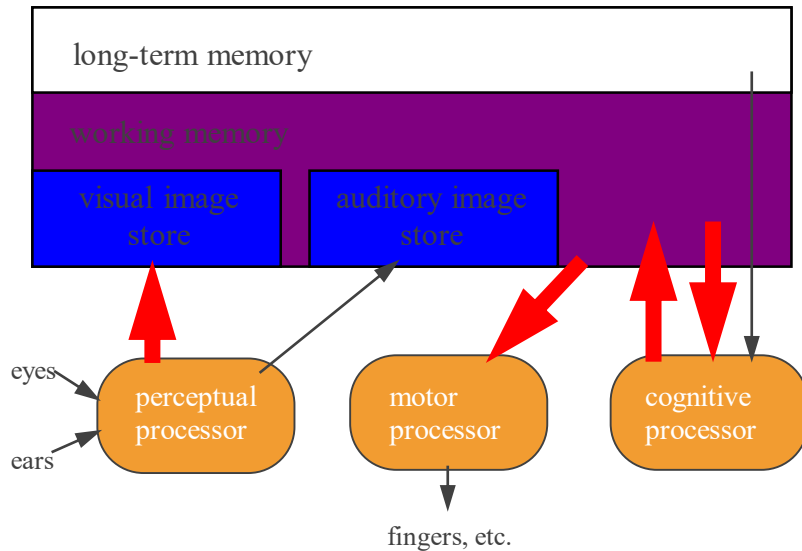 long-term memory
working memory
visual image
store
auditory image
store
eyes
ears
perceptual
processor
motor
processor
cognitive
processor
fingers, etc.